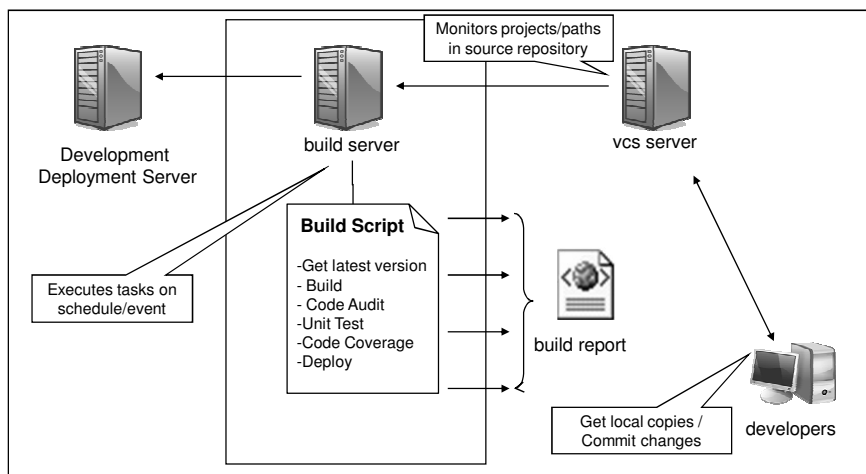 Monitors projects/paths
in source repository
Development
Deployment Server
build server
vcs server
Build Script
-Get latest version
- Build
- Code Audit
-Unit Test
-Code Coverage
-Deploy
Executes tasks on
schedule/event
build report
Get local copies /
Commit changes
developers